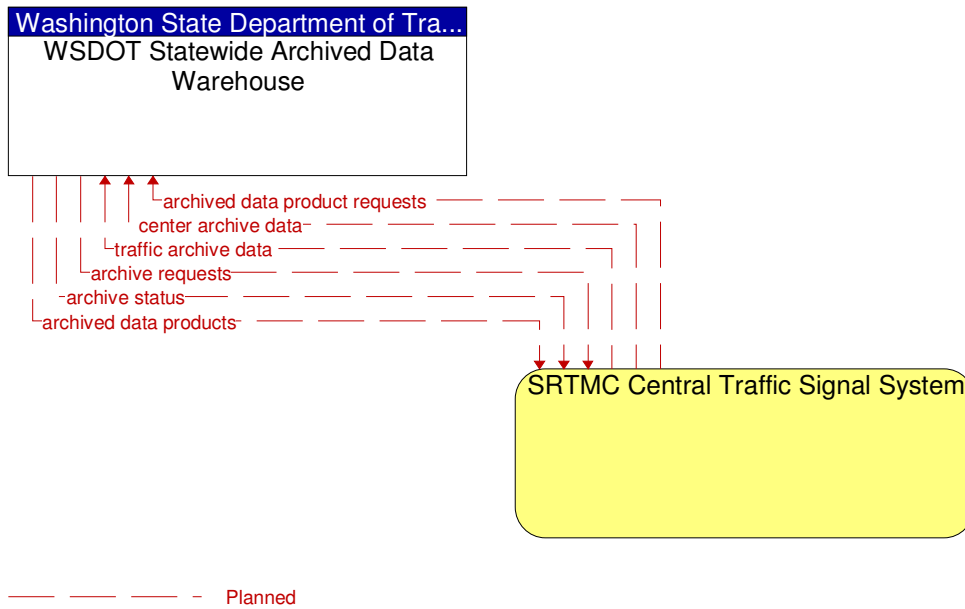 Washington State Department of Tra...
WSDOT Statewide Archived Data
Warehouse
archived data product requests
center archive data
traffic archive data
archive requests
archive status
archived data products
SRTMC Central Traffic Signal System
Planned